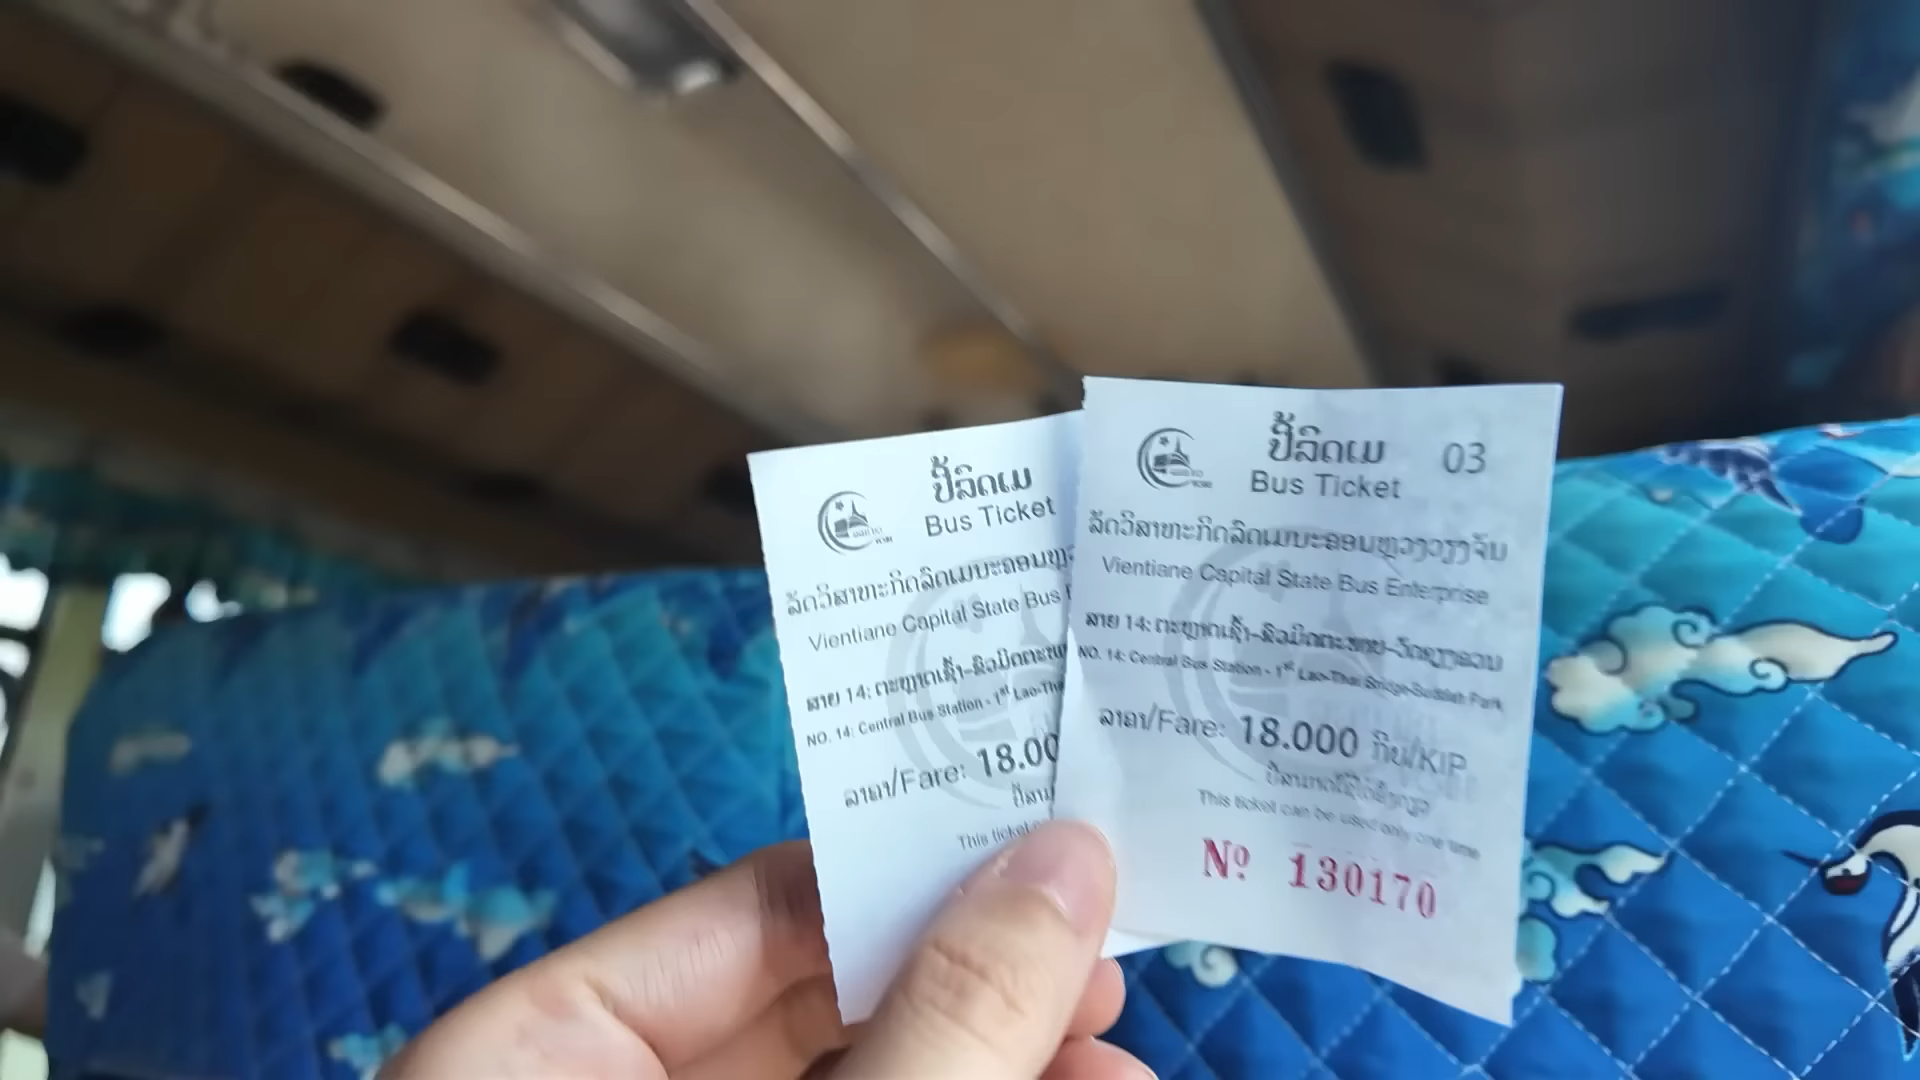 ປີ້ລົດເມ
Bus Ticket
ລັດວິສາຫະກິດລົດເມນະຄອນຫຼວ
Vientiane Capital State Bus
ສາຍ 14: ຕະຫຼາດເຊົ້າ-ຂົວມິດຕະພາ
NO. 14: Central Bus Station - 1st Lao-Thai
ລາຄາ/Fare: 18.00
This ticket
ປີ້ລົດເມ 03
Bus Ticket
ລັດວິສາຫະກິດລົດເມນະຄອນຫຼວງວຽງຈັນ
Vientiane Capital State Bus Enterprise
ສາຍ 14: ຕະຫຼາດເຊົ້າ-ຂົວມິດຕະພາບ-ວັດຊຽງຄວນ
NO. 14: Central Bus Station - 1st Lao-Thai Bridge-Buddah Park
ລາຄາ/Fare: 18.000 ກີບ/KIP
This ticket can be used only one time
Nº 130170